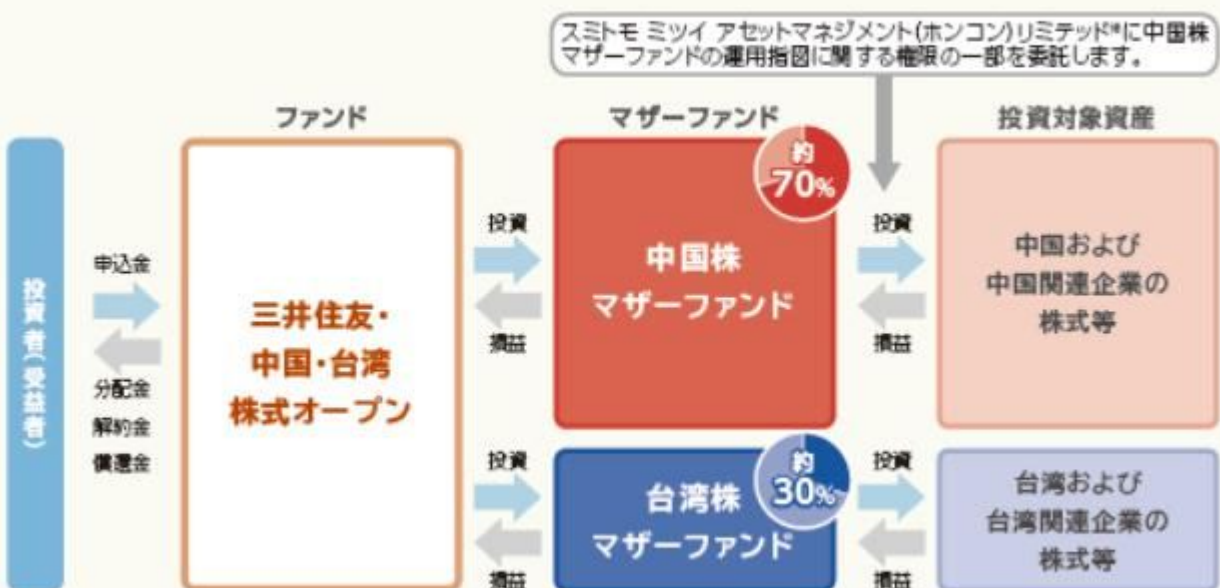 スミトモ ミツイ アセットマネジメント(ホンコン)リミテッド*に中国株
マザーファンドの運用指図に関する権限の一部を委託します。
ファンド
マザーファンド
投資対象資産
投資者(受益者)
申込金
分配金
解約金
償還金
三井住友・
中国・台湾
株式オープン
投資
損益
中国株
マザーファンド
約
70%
投資
損益
中国および
中国関連企業の
株式等
投資
損益
台湾株
マザーファンド
約
30%
投資
損益
台湾および
台湾関連企業の
株式等